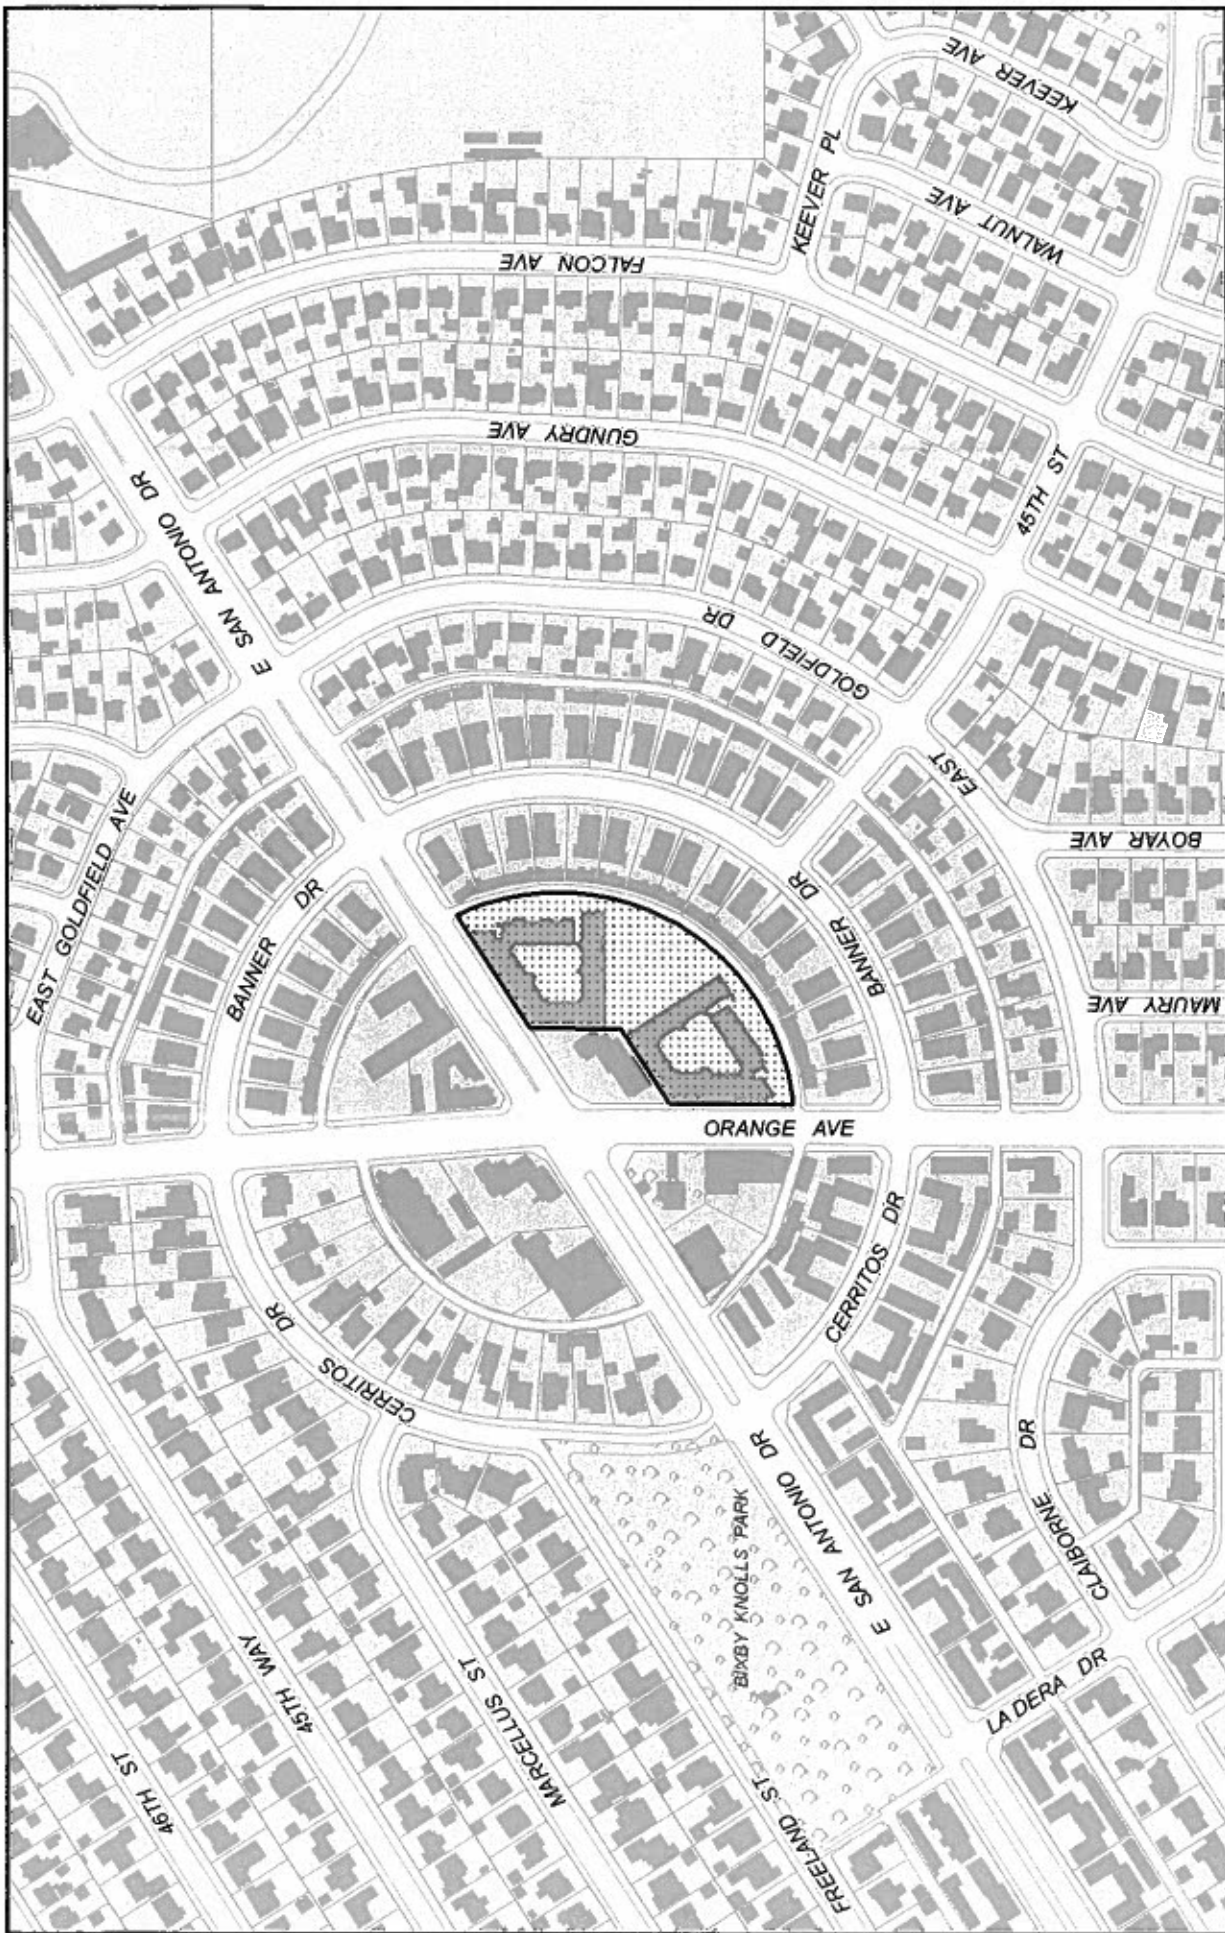 KEEVER AVE
KEEVER PL
WALNUT AVE
FALCON AVE
GUNDRY AVE
45TH ST
E SAN ANTONIO DR
GOLDFIELD DR
EAST
BOYAR AVE
EAST GOLDFIELD AVE
BANNER DR
BANNER DR
BANNER
MAURY AVE
ORANGE AVE
CERRITOS DR
CERRITOS DR
E SAN ANTONIO DR
CLAIBORNE DR
BIXBY KNOLLS PARK
LA DERA DR
45TH WAY
MARCELLUS ST
46TH ST
FREELAND ST